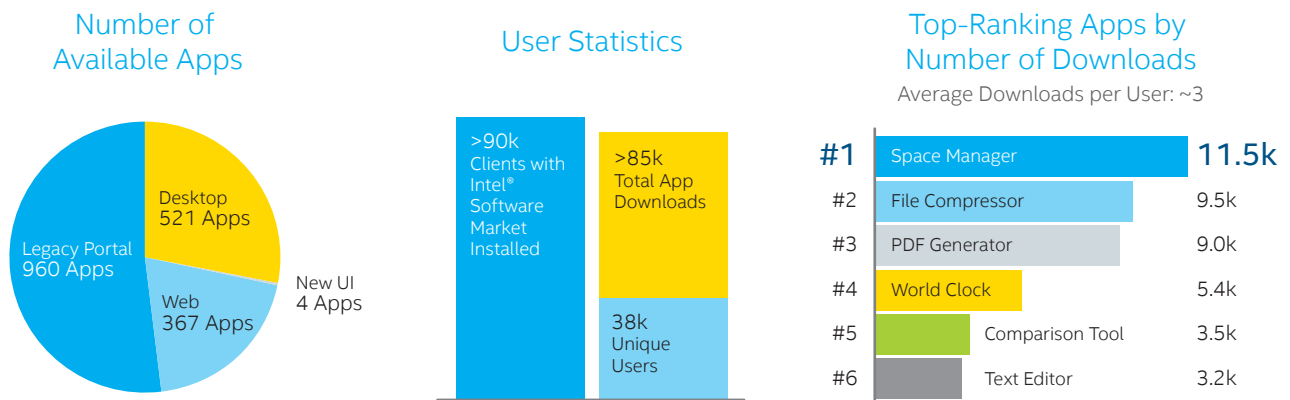 Number of
Available Apps
Desktop
521 Apps
Legacy Portal
960 Apps
New UI
4 Apps
Web
367 Apps
User Statistics
>90k
Clients with
Intel®
Software
Market
Installed
>85k
Total App
Downloads
38k
Unique
Users
Top-Ranking Apps by
Number of Downloads
Average Downloads per User: ~3
#1 Space Manager 11.5k
#2 File Compressor 9.5k
#3 PDF Generator 9.0k
#4 World Clock 5.4k
#5 Comparison Tool 3.5k
#6 Text Editor 3.2k